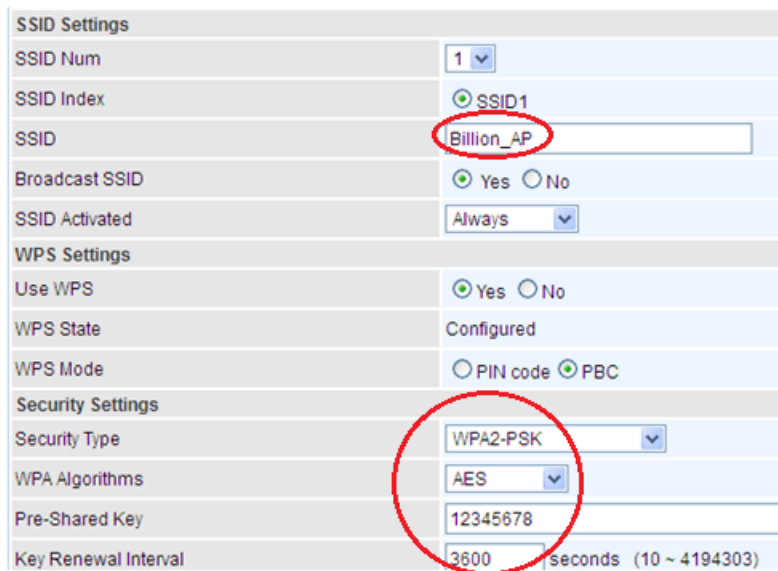 SSID Settings
SSID Num 1
SSID Index SSID1
SSID Billion_AP
Broadcast SSID Yes No
SSID Activated Always
WPS Settings
Use WPS Yes No
WPS State Configured
WPS Mode PIN code PBC
Security Settings
Security Type WPA2-PSK
WPA Algorithms AES
Pre-Shared Key 12345678
Key Renewal Interval 3600 seconds (10 ~ 4194303)